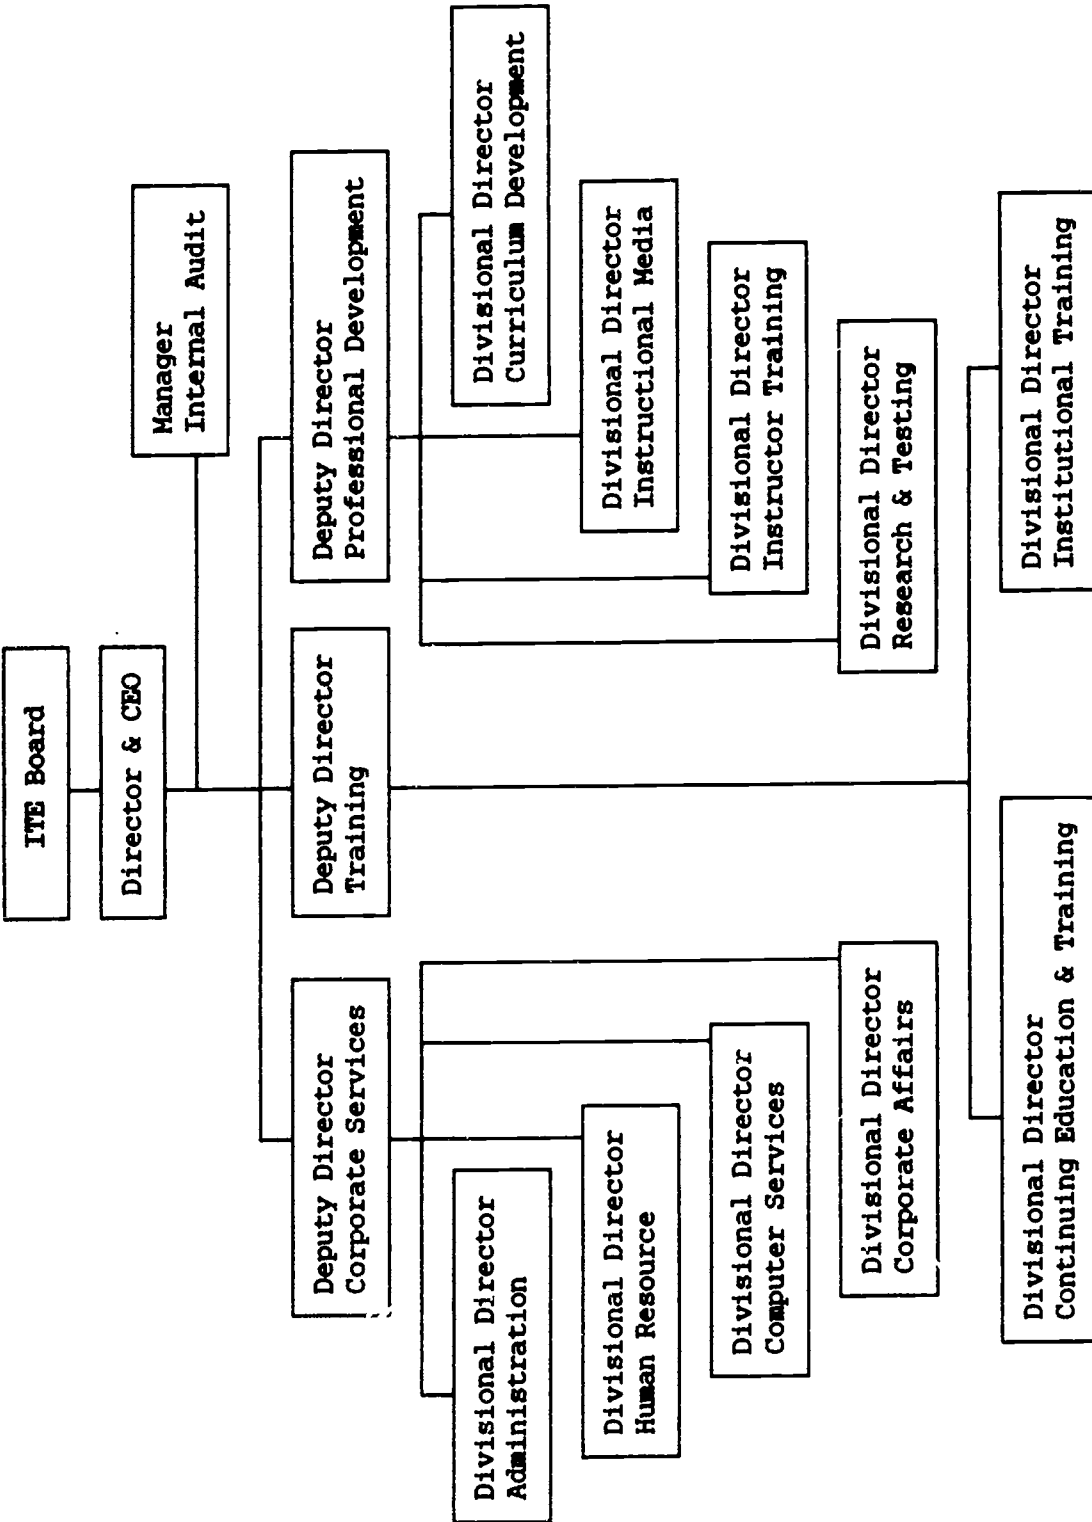 ITE Board
Director & CEO
Manager
Internal Audit
Deputy Director
Corporate Services
Deputy Director
Training
Deputy Director
Professional Development
Divisional Director
Administration
Divisional Director
Curriculum Development
Divisional Director
Human Resource
Divisional Director
Instructional Media
Divisional Director
Computer Services
Divisional Director
Instructor Training
Divisional Director
Corporate Affairs
Divisional Director
Research & Testing
Divisional Director
Continuing Education & Training
Divisional Director
Institutional Training